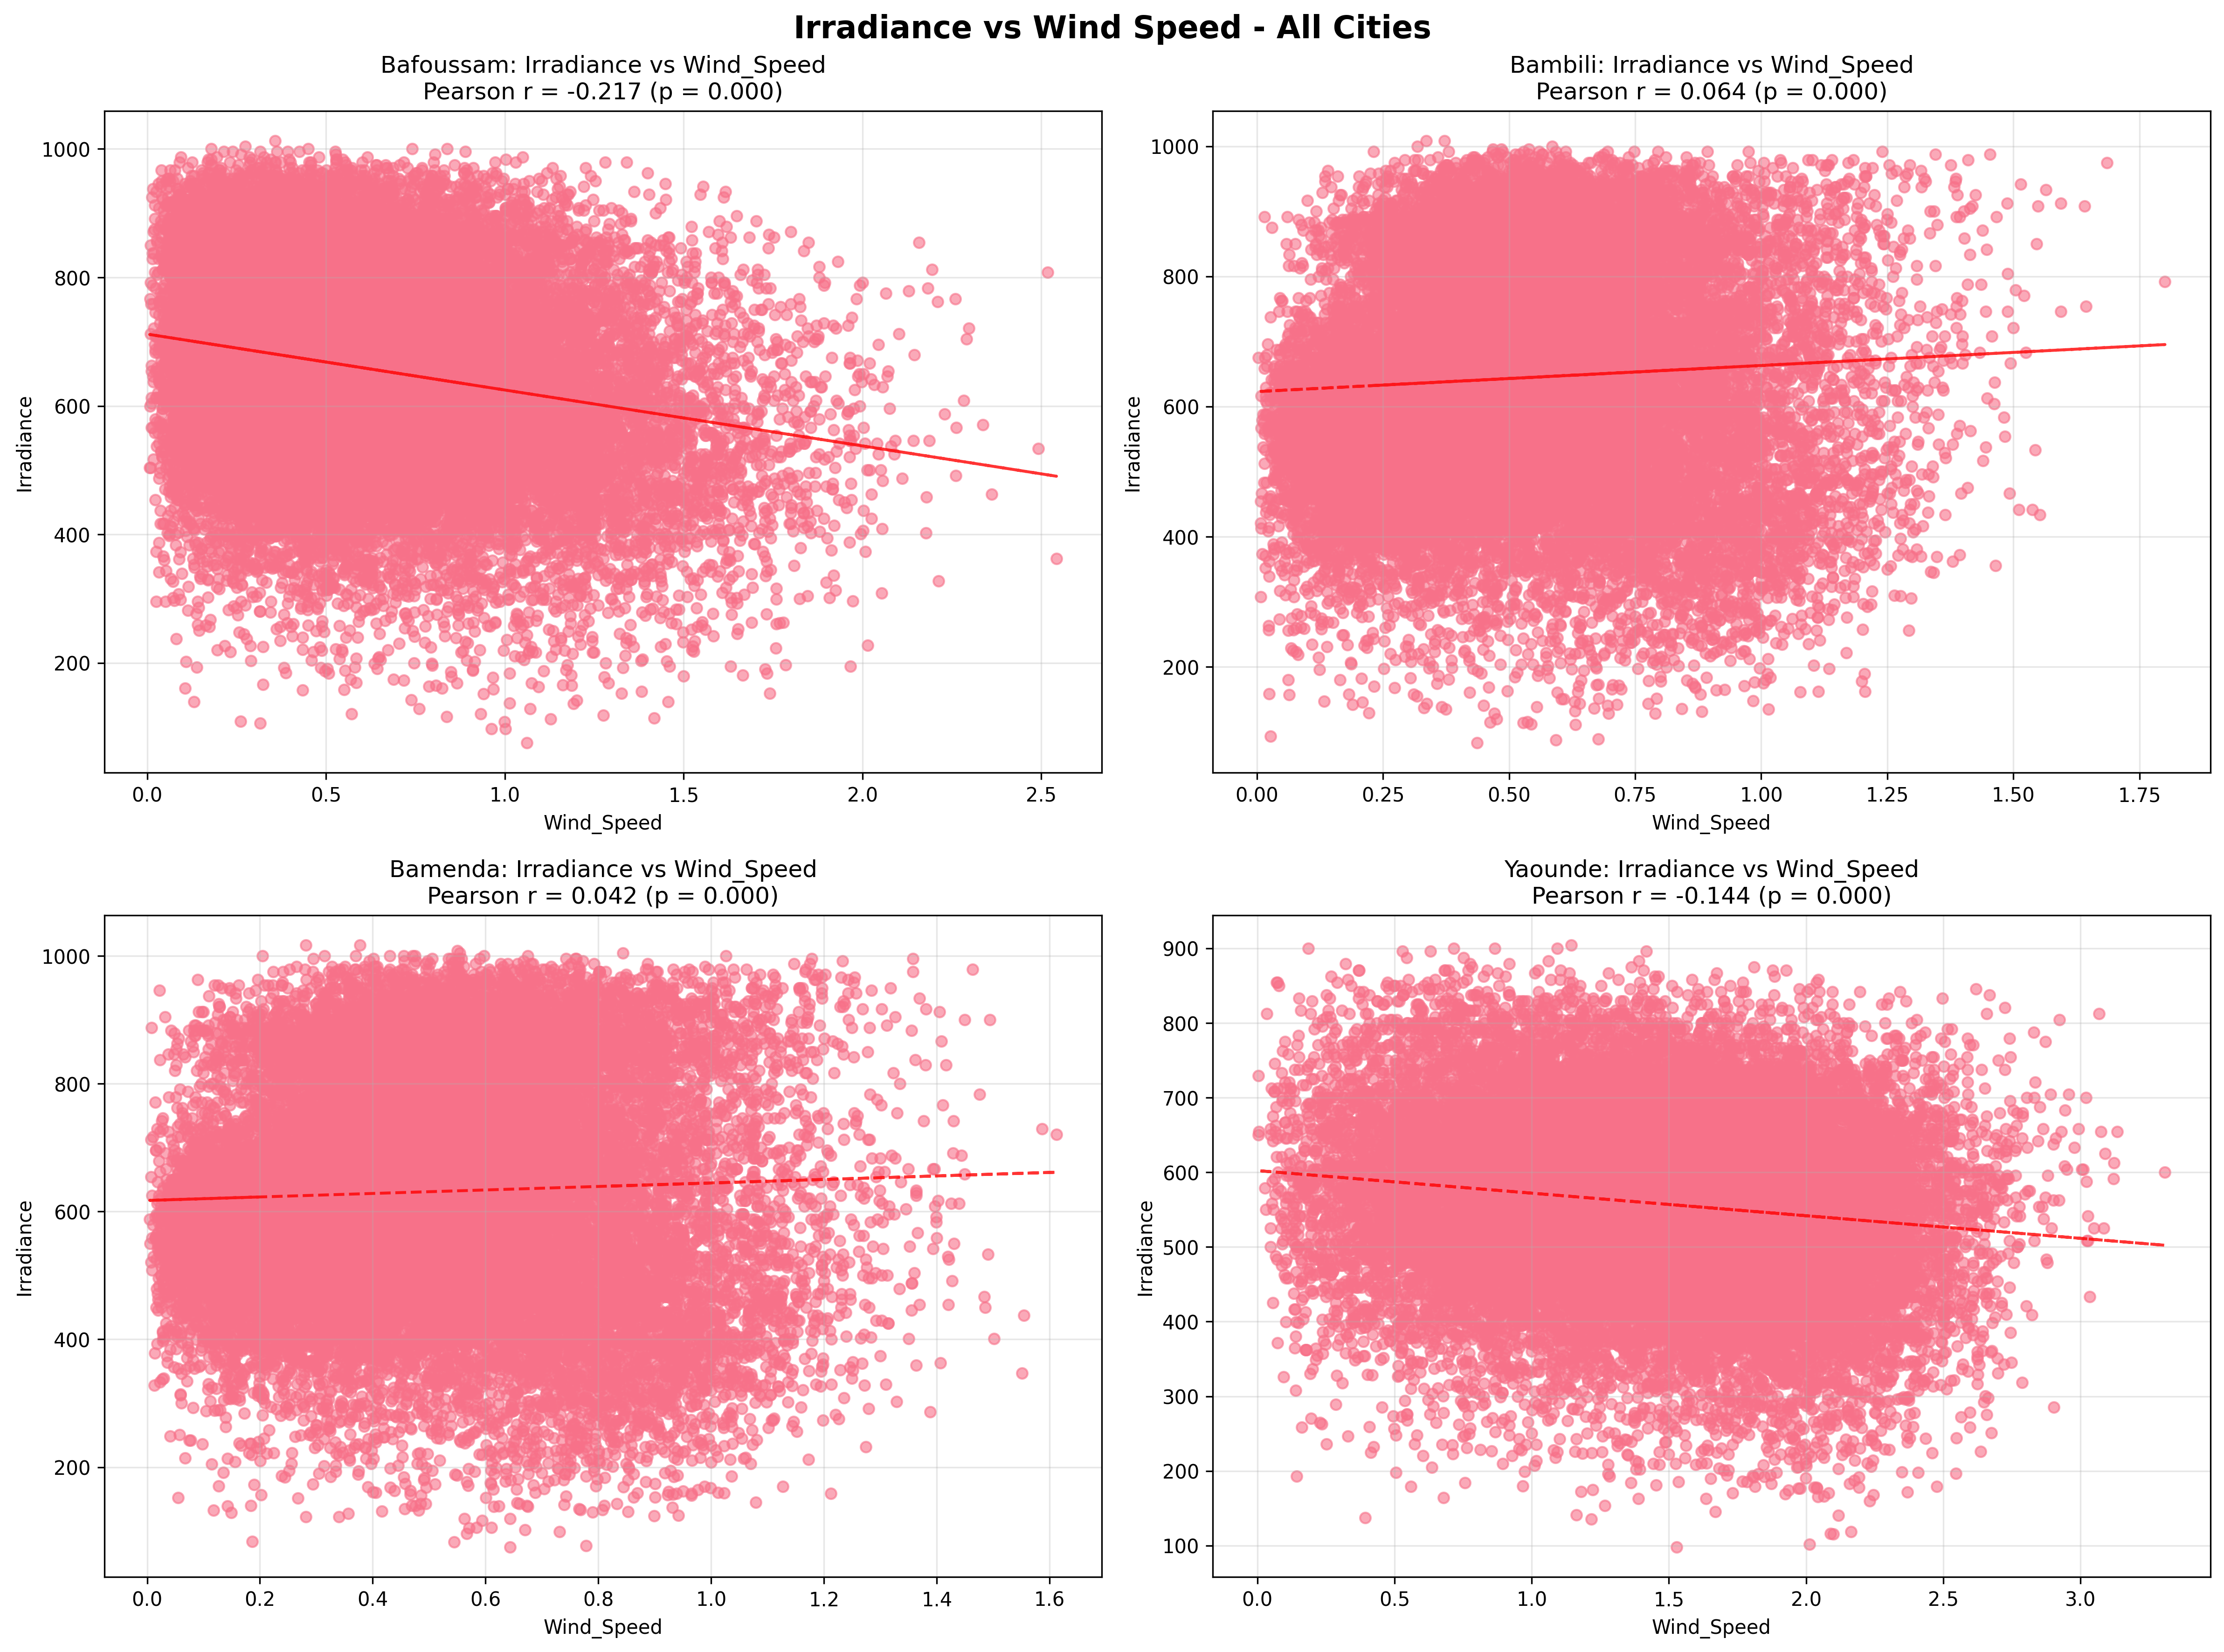 Irradiance vs Wind Speed - All Cities
Bafoussam: Irradiance vs Wind_Speed
Pearson r = -0.217 (p = 0.000)
1000
800
600
400
200
Irradiance
0.0 0.5 1.0 1.5 2.0 2.5
Wind_Speed
Bambili: Irradiance vs Wind_Speed
Pearson r = 0.064 (p = 0.000)
1000
800
600
400
200
Irradiance
0.00 0.25 0.50 0.75 1.00 1.25 1.50 1.75
Wind_Speed
Bamenda: Irradiance vs Wind_Speed
Pearson r = 0.042 (p = 0.000)
1000
800
600
400
200
Irradiance
0.0 0.2 0.4 0.6 0.8 1.0 1.2 1.4 1.6
Wind_Speed
Yaounde: Irradiance vs Wind_Speed
Pearson r = -0.144 (p = 0.000)
900
800
700
600
500
400
300
200
100
Irradiance
0.0 0.5 1.0 1.5 2.0 2.5 3.0
Wind_Speed